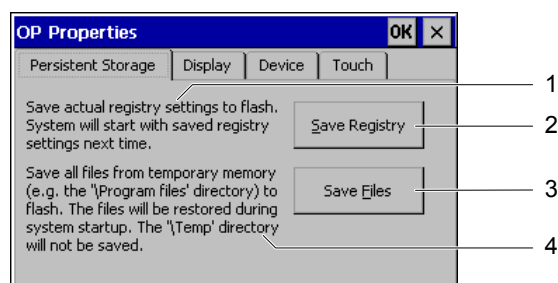 OP Properties OK ×
Persistent Storage Display Device Touch
Save actual registry settings to flash.
System will start with saved registry
settings next time.
Save Registry
Save all files from temporary memory
(e.g. the '\Program files' directory) to
flash. The files will be restored during
system startup. The '\Temp' directory
will not be saved.
Save Files
1
2
3
4